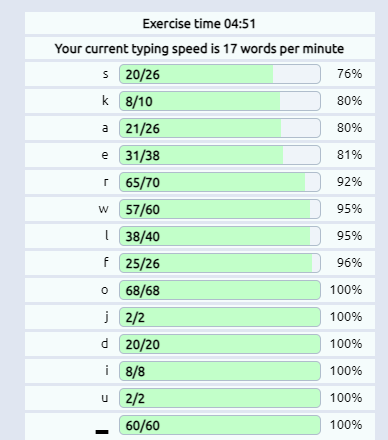 Exercise time 04:51
Your current typing speed is 17 words per minute
s 20/26 76%
k 8/10 80%
a 21/26 80%
e 31/38 81%
r 65/70 92%
w 57/60 95%
l 38/40 95%
f 25/26 96%
o 68/68 100%
j 2/2 100%
d 20/20 100%
i 8/8 100%
u 2/2 100%
▂ 60/60 100%